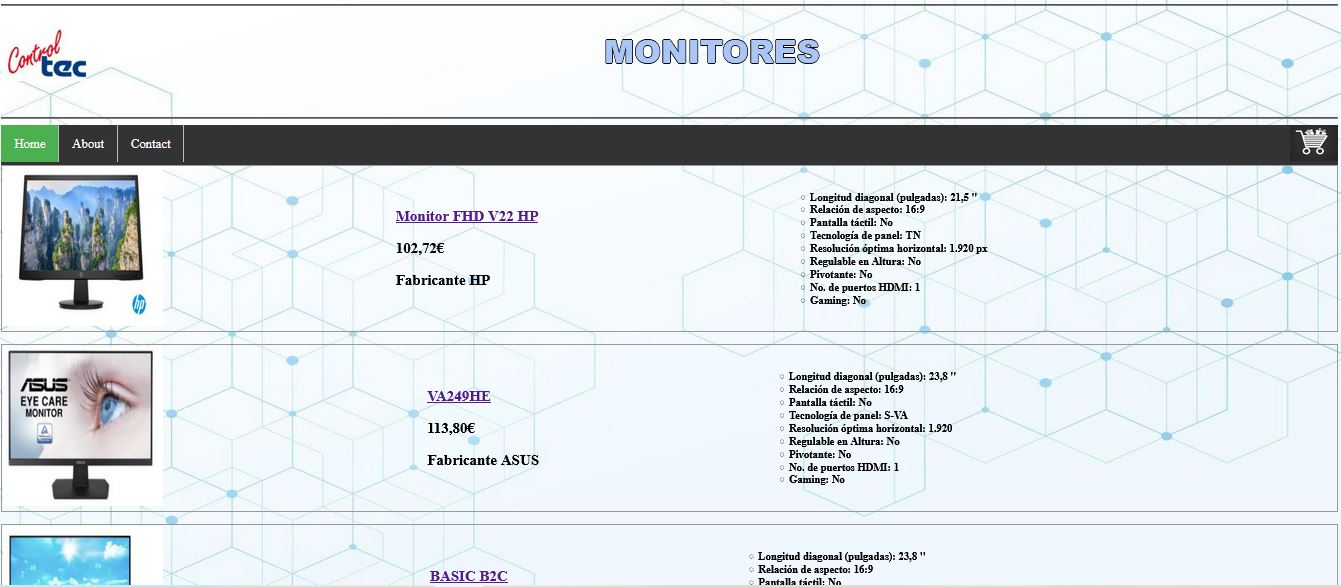 Control
tec
MONITORES
Home
About
Contact
hp
Monitor FHD V22 HP
102,72€
Fabricante HP
Longitud diagonal (pulgadas): 21,5 "
Relación de aspecto: 16:9
Pantalla táctil: No
Tecnología de panel: TN
Resolución óptima horizontal: 1.920 px
Regulable en Altura: No
Pivotante: No
No. de puertos HDMI: 1
Gaming: No
ASUS
EYE CARE
MONITOR
VA249HE
113,80€
Fabricante ASUS
Longitud diagonal (pulgadas): 23,8 "
Relación de aspecto: 16:9
Pantalla táctil: No
Tecnología de panel: S-VA
Resolución óptima horizontal: 1.920
Regulable en Altura: No
Pivotante: No
No. de puertos HDMI: 1
Gaming: No
BASIC B2C
Longitud diagonal (pulgadas): 23,8 "
Relación de aspecto: 16:9
Pantalla táctil: No